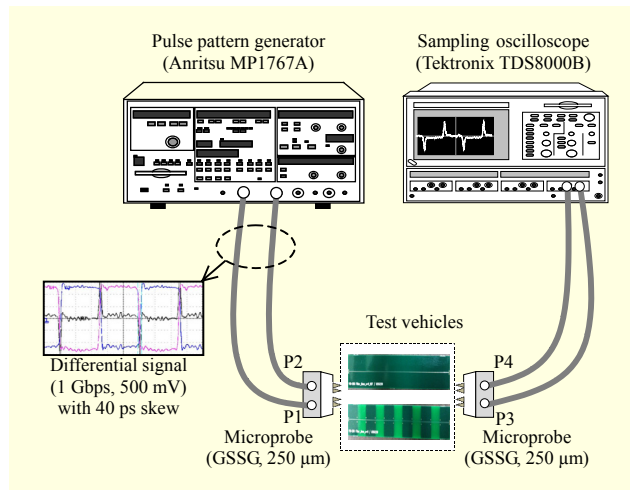 Pulse pattern generator
(Anritsu MP1767A)
Sampling oscilloscope
(Tektronix TDS8000B)
Differential signal
(1 Gbps, 500 mV)
with 40 ps skew
Test vehicles
P2
P1
P4
P3
Microprobe
(GSSG, 250 μm)
Microprobe
(GSSG, 250 μm)